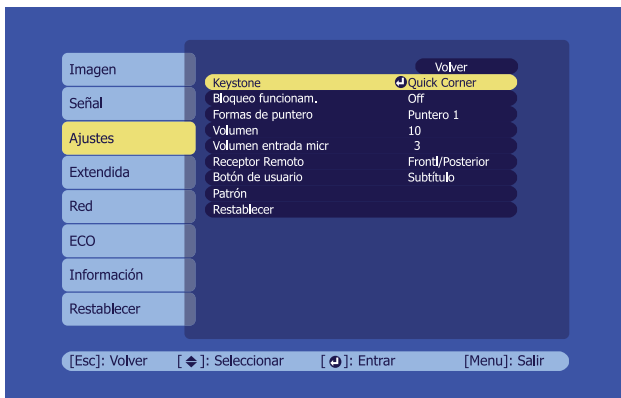 Imagen
Señal
Ajustes
Extendida
Red
ECO
Información
Restablecer
Volver
Keystone Quick Corner
Bloqueo funcionam. Off
Formas de puntero Puntero 1
Volumen 10
Volumen entrada micr 3
Receptor Remoto Frontl/Posterior
Botón de usuario Subtítulo
Patrón
Restablecer
[Esc]: Volver [ ]: Seleccionar [ ]: Entrar [Menu]: Salir